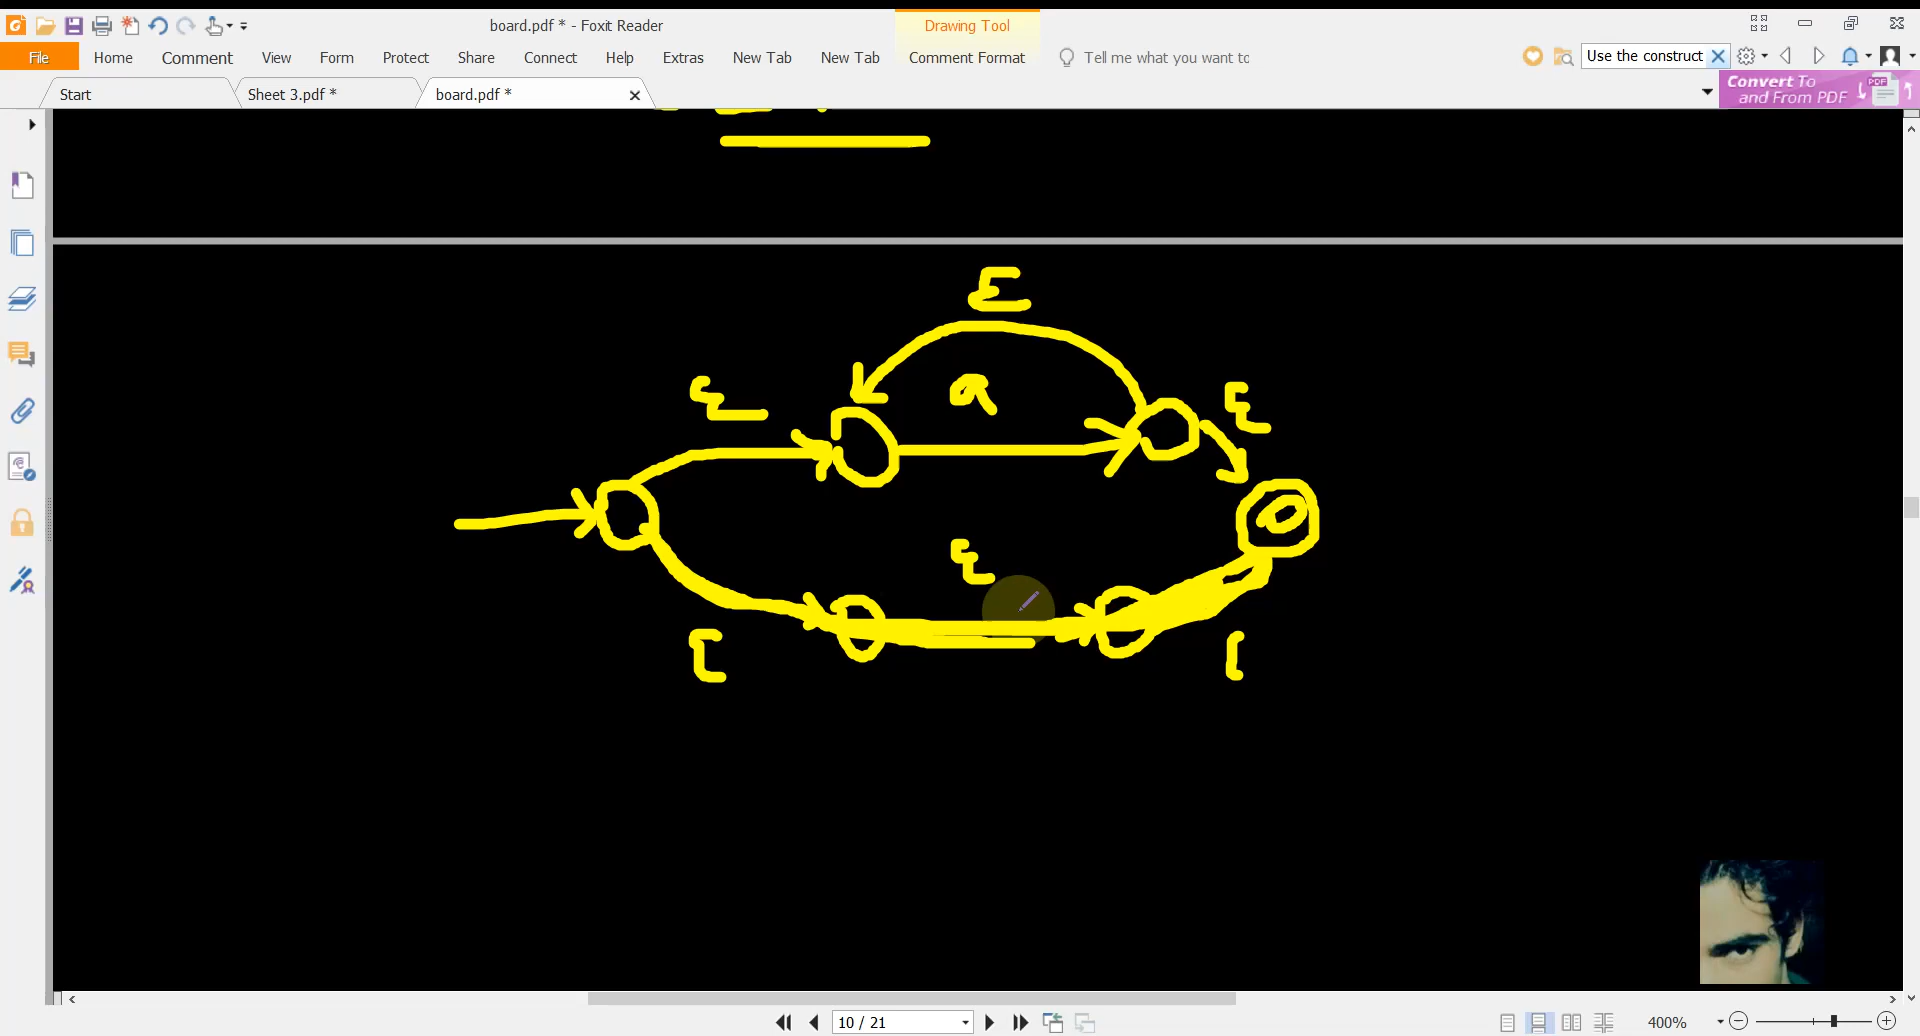 board.pdf * - Foxit Reader
Drawing Tool
File
Home
Comment
View
Form
Protect
Share
Connect
Help
Extras
New Tab
New Tab
Comment Format
Tell me what you want to
Use the construct
Start
Sheet 3.pdf *
board.pdf *
Convert To
and From PDF
PDF
ε
ε
a
ε
ε
10 / 21
400%